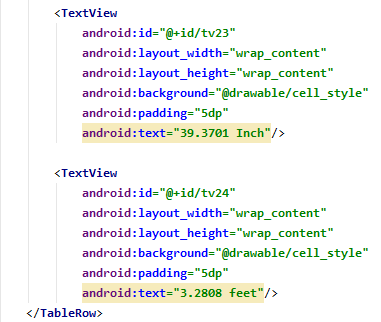 <TextView
android:id="@+id/tv23"
android:layout_width="wrap_content"
android:layout_height="wrap_content"
android:background="@drawable/cell_style"
android:padding="5dp"
android:text="39.3701 Inch"/>
<TextView
android:id="@+id/tv24"
android:layout_width="wrap_content"
android:layout_height="wrap_content"
android:background="@drawable/cell_style"
android:padding="5dp"
android:text="3.2808 feet"/>
</TableRow>